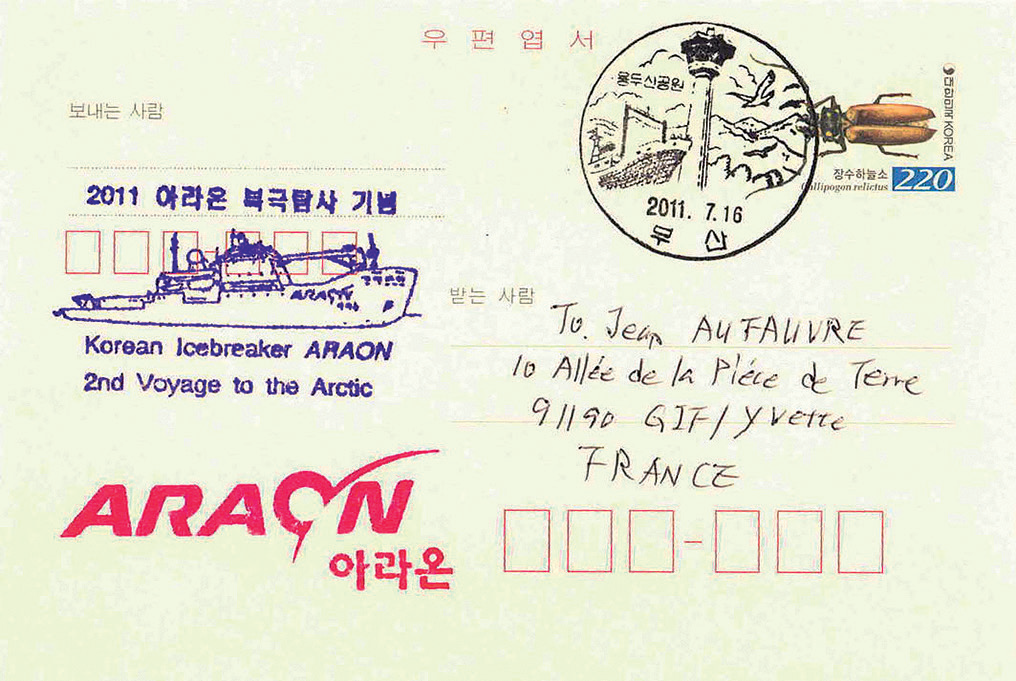 우편엽서
보내는 사람
용두산공원
대한민국 KOREA
장수하늘소
Callipogon relictus
220
2011. 7.16
부산
2011 아라온 북극탐사 기념
ARAON
Korean Icebreaker ARAON
2nd Voyage to the Arctic
받는 사람
To. Jean AUFAUVRE
10 Allée de la Piéce de Terre
91190 GIF/Yvette
FRANCE
ARAON
아라온